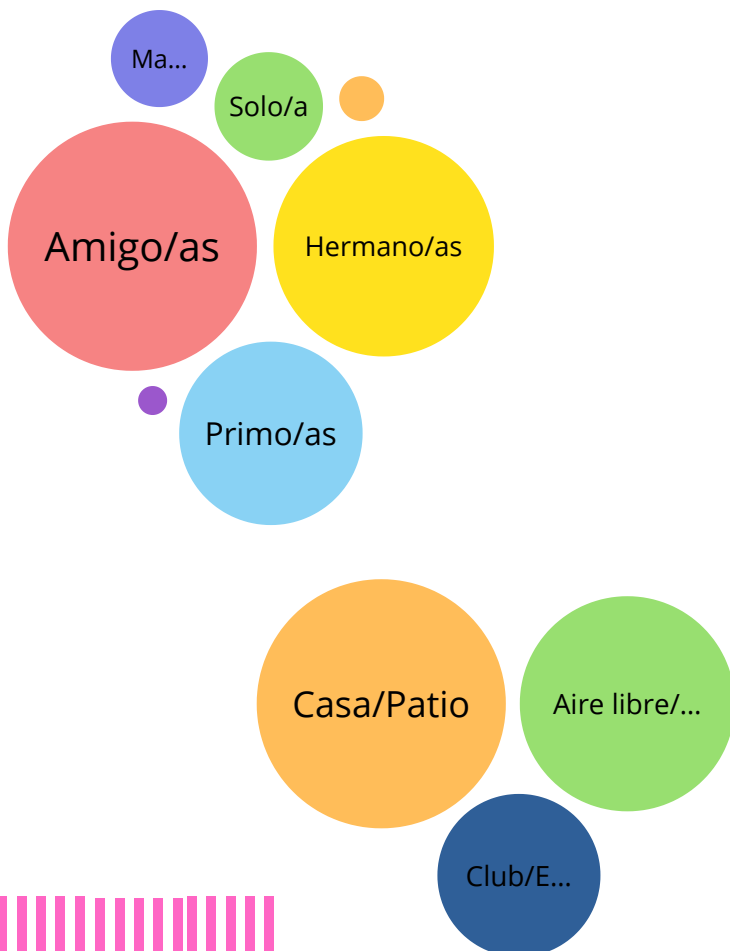 Ma...
Solo/a
Amigo/as
Hermano/as
Primo/as
Casa/Patio
Aire libre/...
Club/E...